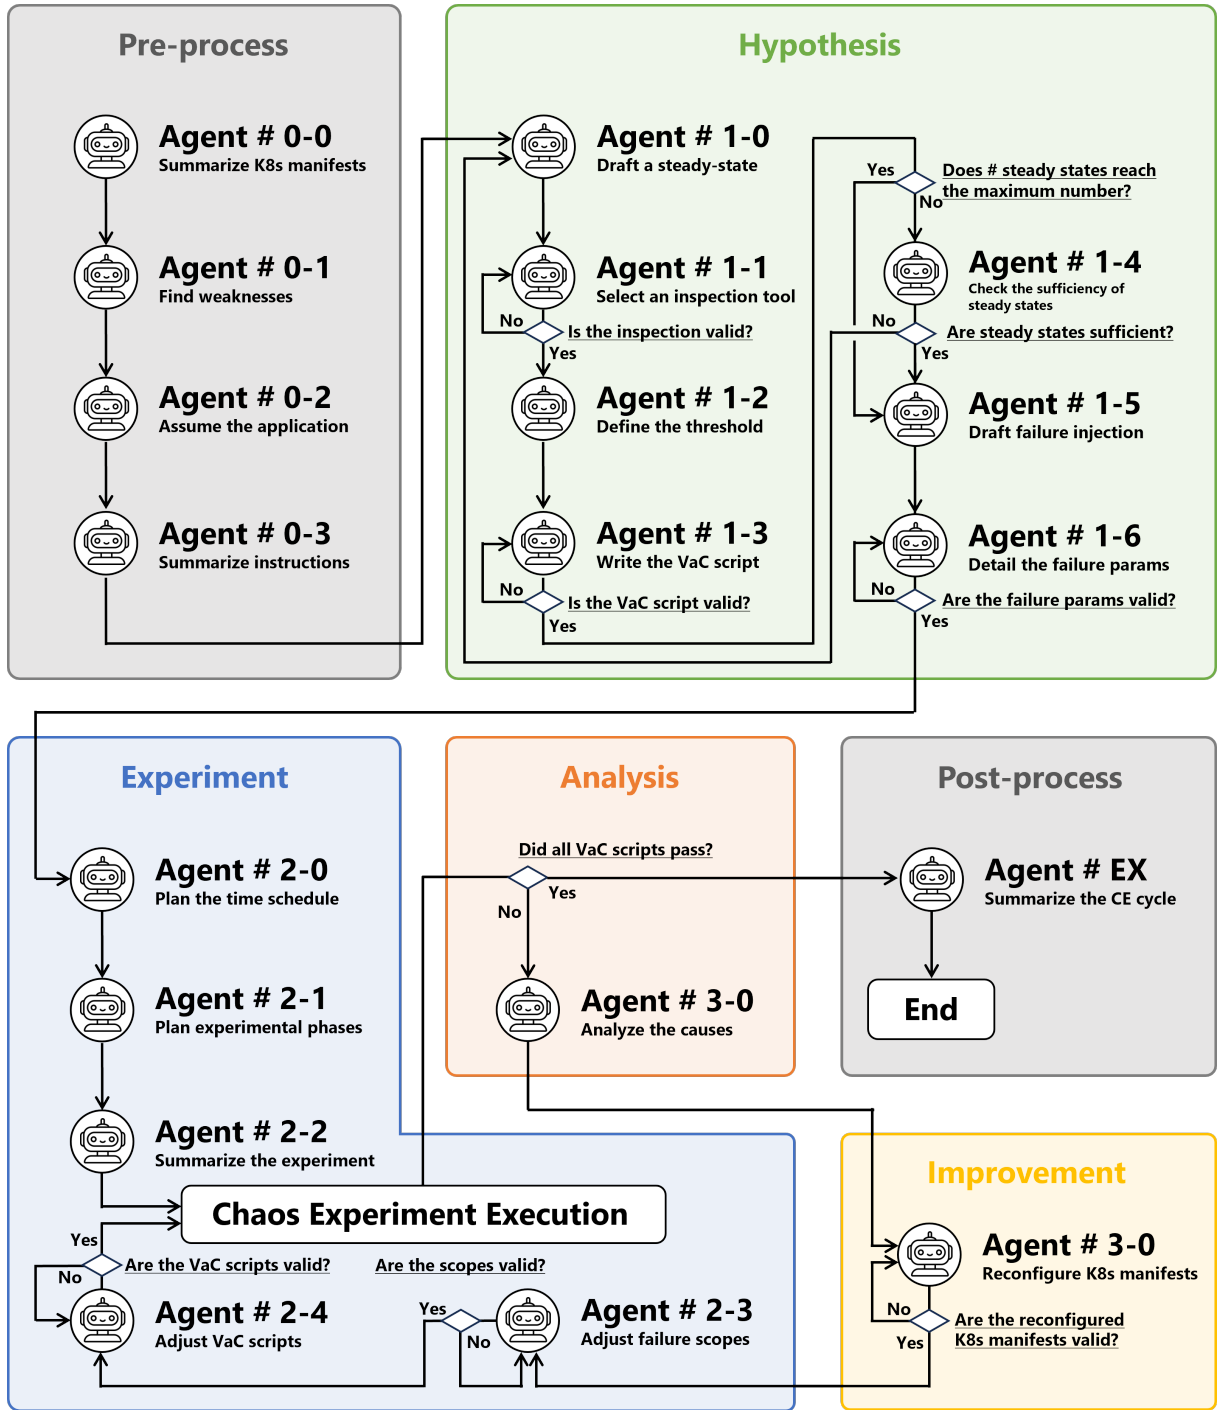 Pre-process
Agent # 0-0
Summarize K8s manifests
Agent # 0-1
Find weaknesses
Agent # 0-2
Assume the application
Agent # 0-3
Summarize instructions
Hypothesis
Agent # 1-0
Draft a steady-state
Agent # 1-1
Select an inspection tool
No
Is the inspection valid?
Yes
Agent # 1-2
Define the threshold
Agent # 1-3
Write the VaC script
No
Is the VaC script valid?
Yes
Yes
Does # steady states reach
the maximum number?
No
Agent # 1-4
Check the sufficiency of
steady states
No
Are steady states sufficient?
Yes
Agent # 1-5
Draft failure injection
Agent # 1-6
Detail the failure params
No
Are the failure params valid?
Yes
Experiment
Agent # 2-0
Plan the time schedule
Agent # 2-1
Plan experimental phases
Agent # 2-2
Summarize the experiment
Chaos Experiment Execution
Yes
Are the VaC scripts valid?
No
Agent # 2-4
Adjust VaC scripts
Are the scopes valid?
Yes
No
Agent # 2-3
Adjust failure scopes
Analysis
Did all VaC scripts pass?
Yes
No
Agent # 3-0
Analyze the causes
Post-process
Agent # EX
Summarize the CE cycle
End
Improvement
Agent # 3-0
Reconfigure K8s manifests
No
Are the reconfigured
K8s manifests valid?
Yes